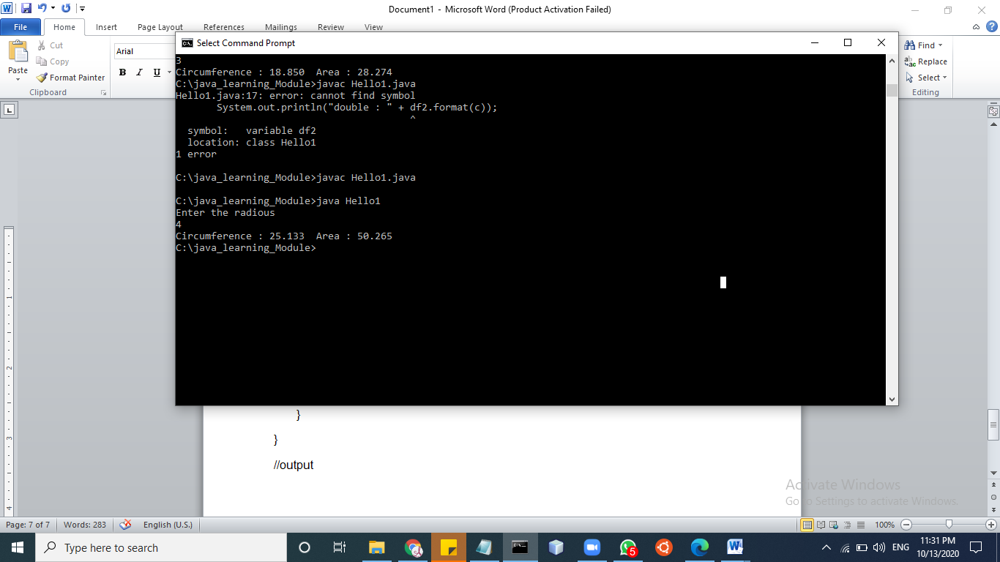 Document1 - Microsoft Word (Product Activation Failed)
File Home Insert Page Layout References Mailings Review View
Select Command Prompt
Paste
Cut
Copy
Format Painter
Clipboard
Arial
B I U
Find
Replace
Select
Editing
3
Circumference : 18.850  Area : 28.274
C:\java_learning_Module>javac Hello1.java
Hello1.java:17: error: cannot find symbol
       System.out.println("double : " + df2.format(c));
                                        ^
  symbol:   variable df2
  location: class Hello1
1 error
C:\java_learning_Module>javac Hello1.java
C:\java_learning_Module>java Hello1
Enter the radious
4
Circumference : 25.133  Area : 50.265
C:\java_learning_Module>
1
2
3
4
}
}
//output
Activate Windows
Go to Settings to activate Windows.
Page: 7 of 7 Words: 283 English (U.S.) 100%
Type here to search
5
ENG
11:31 PM
10/13/2020